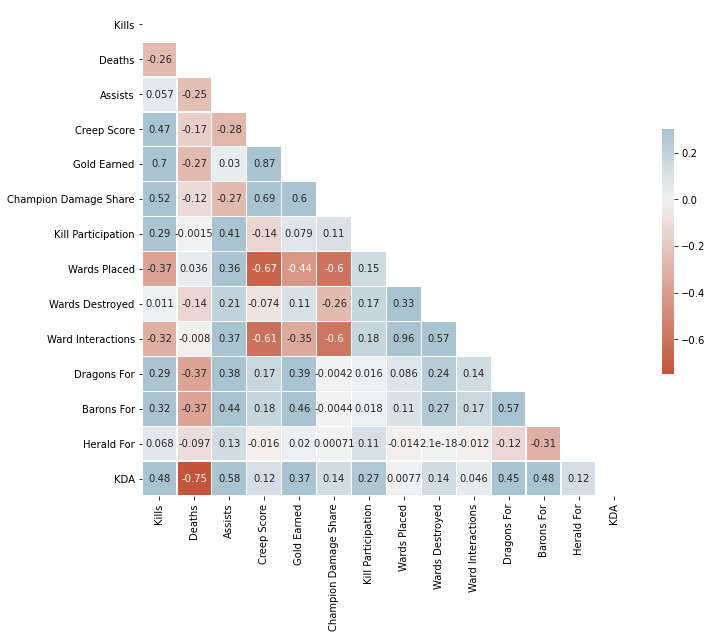 Kills
Deaths -0.26
Assists 0.057 -0.25
Creep Score 0.47 -0.17 -0.28
Gold Earned 0.7 -0.27 0.03 0.87
Champion Damage Share 0.52 -0.12 -0.27 0.69 0.6
Kill Participation 0.29 -0.0015 0.41 -0.14 0.079 0.11
Wards Placed -0.37 0.036 0.36 -0.67 -0.44 -0.6 0.15
Wards Destroyed 0.011 -0.14 0.21 -0.074 0.11 -0.26 0.17 0.33
Ward Interactions -0.32 -0.008 0.37 -0.61 -0.35 -0.6 0.18 0.96 0.57
Dragons For 0.29 -0.37 0.38 0.17 0.39 -0.0042 0.016 0.086 0.24 0.14
Barons For 0.32 -0.37 0.44 0.18 0.46 -0.0044 0.018 0.11 0.27 0.17 0.57
Herald For 0.068 -0.097 0.13 -0.016 0.02 0.00071 0.11 -0.014 2.1e-18 -0.012 -0.12 -0.31
KDA 0.48 -0.75 0.58 0.12 0.37 0.14 0.27 0.0077 0.14 0.046 0.45 0.48 0.12
Kills
Deaths
Assists
Creep Score
Gold Earned
Champion Damage Share
Kill Participation
Wards Placed
Wards Destroyed
Ward Interactions
Dragons For
Barons For
Herald For
KDA
0.2
0.0
−0.2
−0.4
−0.6